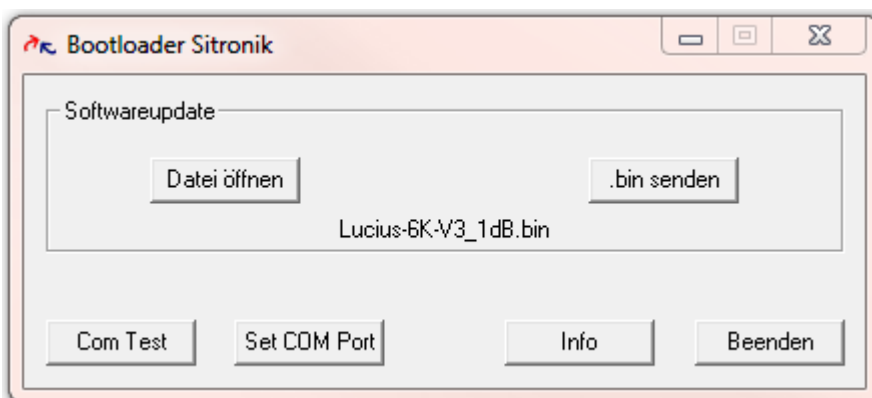 Bootloader Sitronik
Softwareupdate
Datei öffnen
.bin senden
Lucius-6K-V3_1dB.bin
Com Test
Set COM Port
Info
Beenden